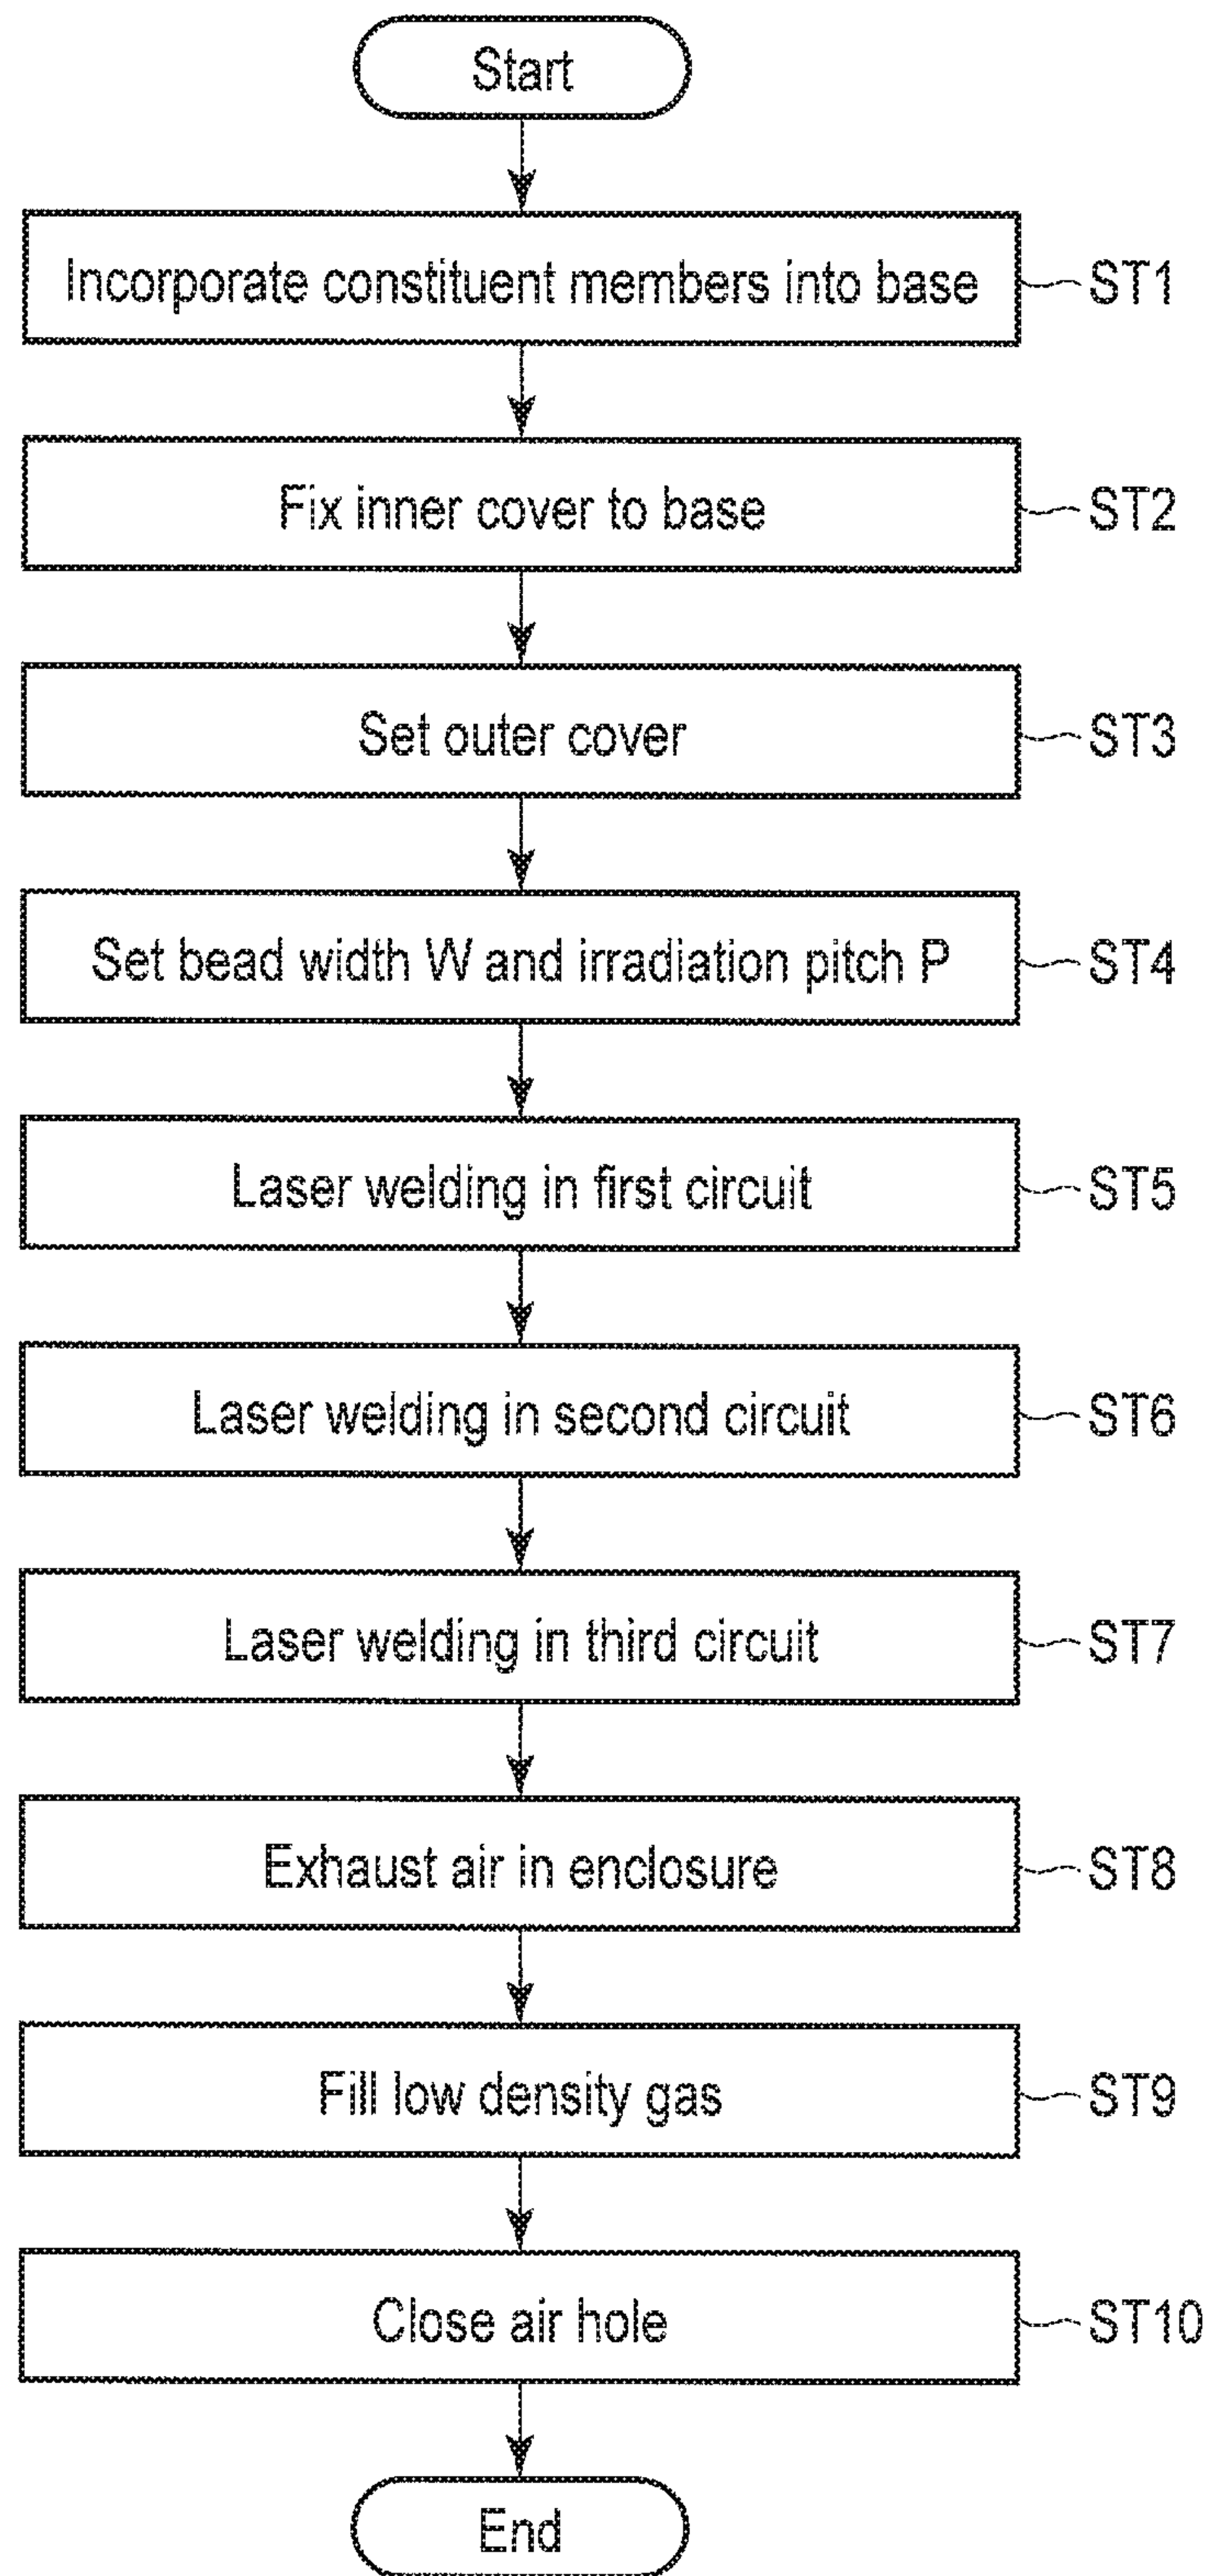 Start
Incorporate constituent members into base
ST1
Fix inner cover to base
ST2
Set outer cover
ST3
Set bead width W and irradiation pitch P
ST4
Laser welding in first circuit
ST5
Laser welding in second circuit
ST6
Laser welding in third circuit
ST7
Exhaust air in enclosure
ST8
Fill low density gas
ST9
Close air hole
ST10
End